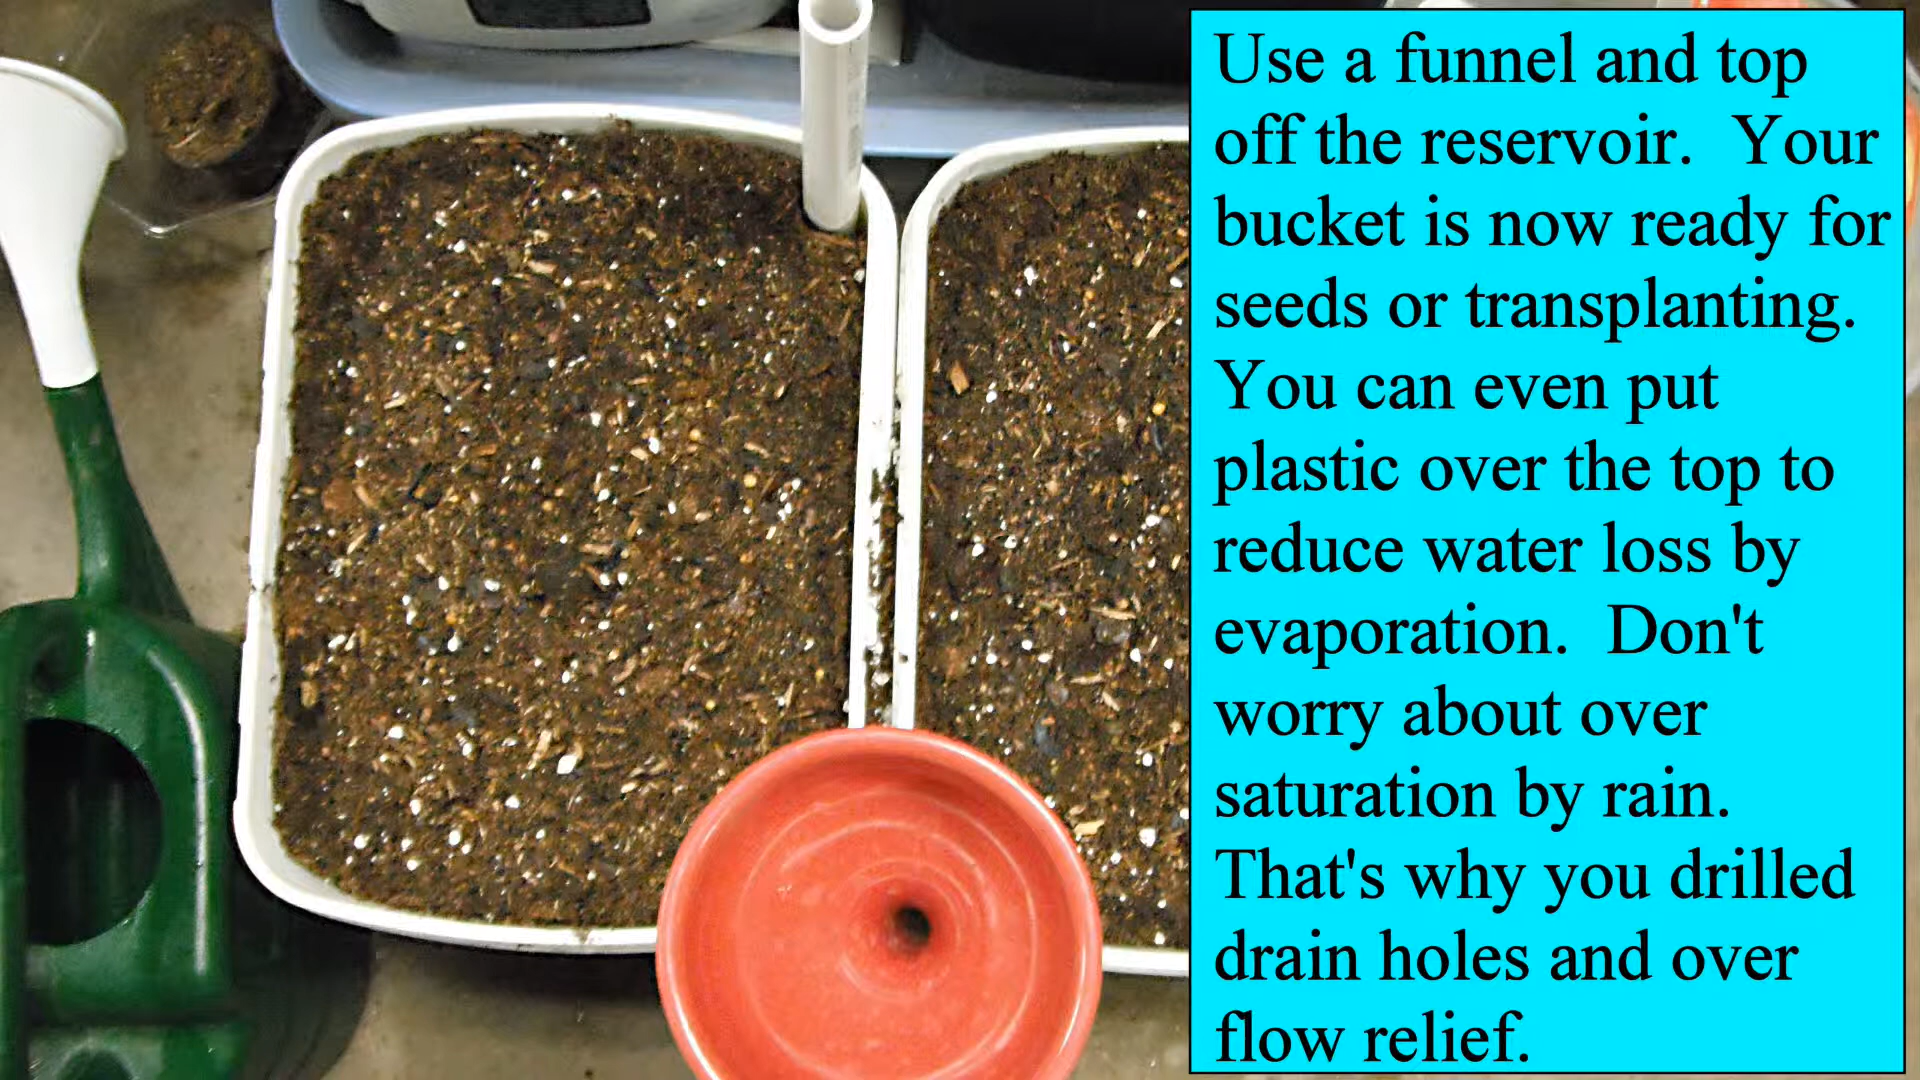 Use a funnel and top
off the reservoir.  Your
bucket is now ready for
seeds or transplanting.
You can even put
plastic over the top to
reduce water loss by
evaporation.  Don't
worry about over
saturation by rain.
That's why you drilled
drain holes and over
flow relief.